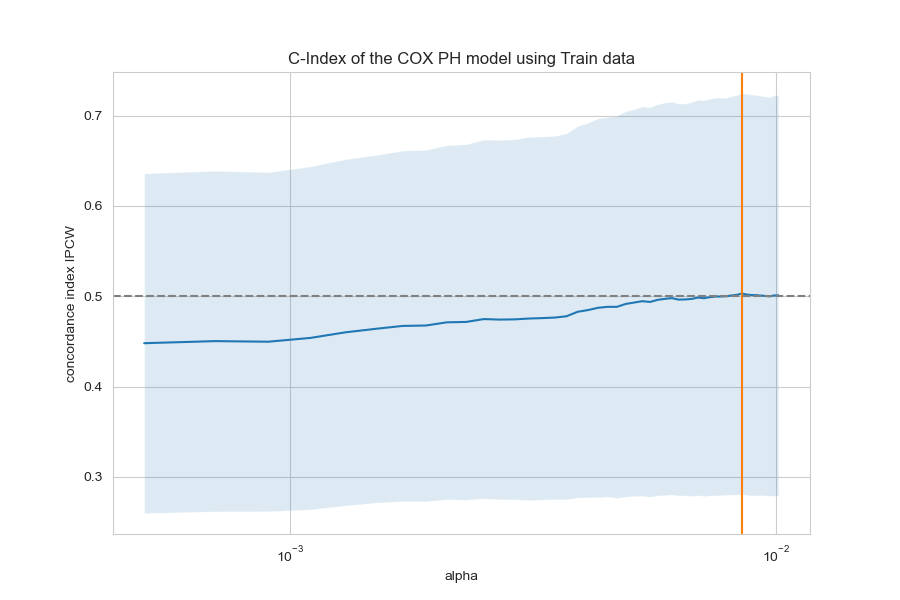 C-Index of the COX PH model using Train data
concordance index IPCW
0.7
0.6
0.5
0.4
0.3
10⁻³
10⁻²
alpha